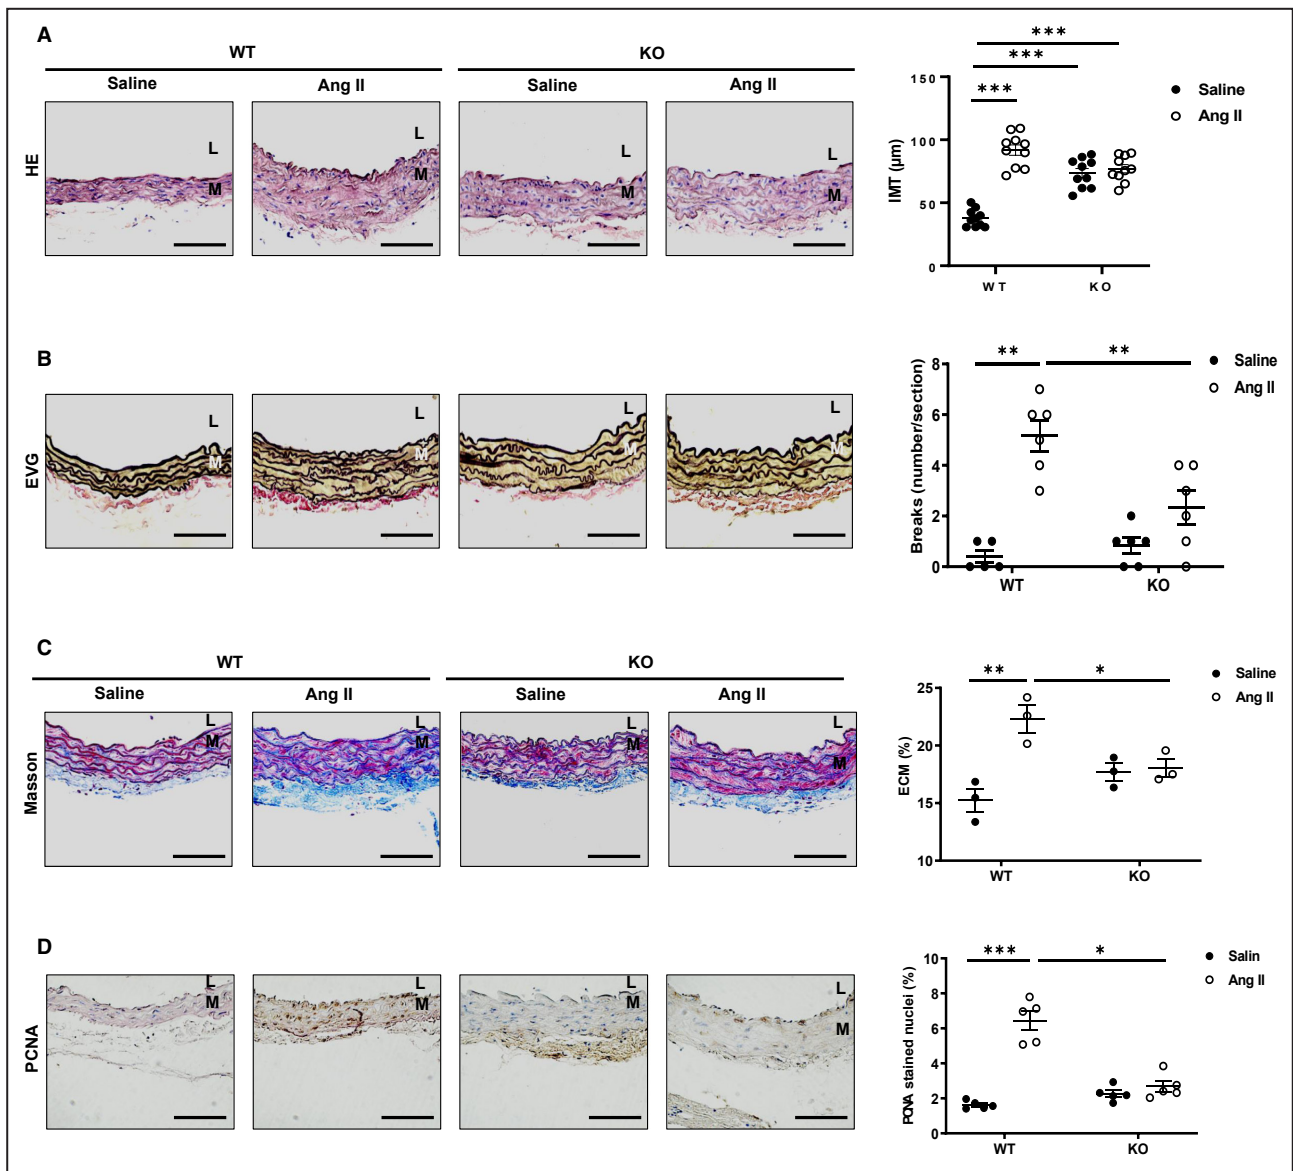 A
WT
KO
Saline
Ang II
Saline
Ang II
HE
L
M
L
M
L
M
L
M
***
***
***
150
100
50
0
IMT (µm)
WT
KO
Saline
Ang II
B
EVG
L
M
L
M
L
M
L
M
**
**
8
6
4
2
0
Breaks (number/section)
WT
KO
Saline
Ang II
C
WT
KO
Saline
Ang II
Saline
Ang II
Masson
L
M
L
M
L
M
L
M
**
*
25
20
15
10
ECM (%)
WT
KO
Saline
Ang II
D
PCNA
L
M
L
M
L
M
L
M
***
*
10
8
6
4
2
0
PCNA stained nuclei (%)
WT
KO
Salin
Ang II